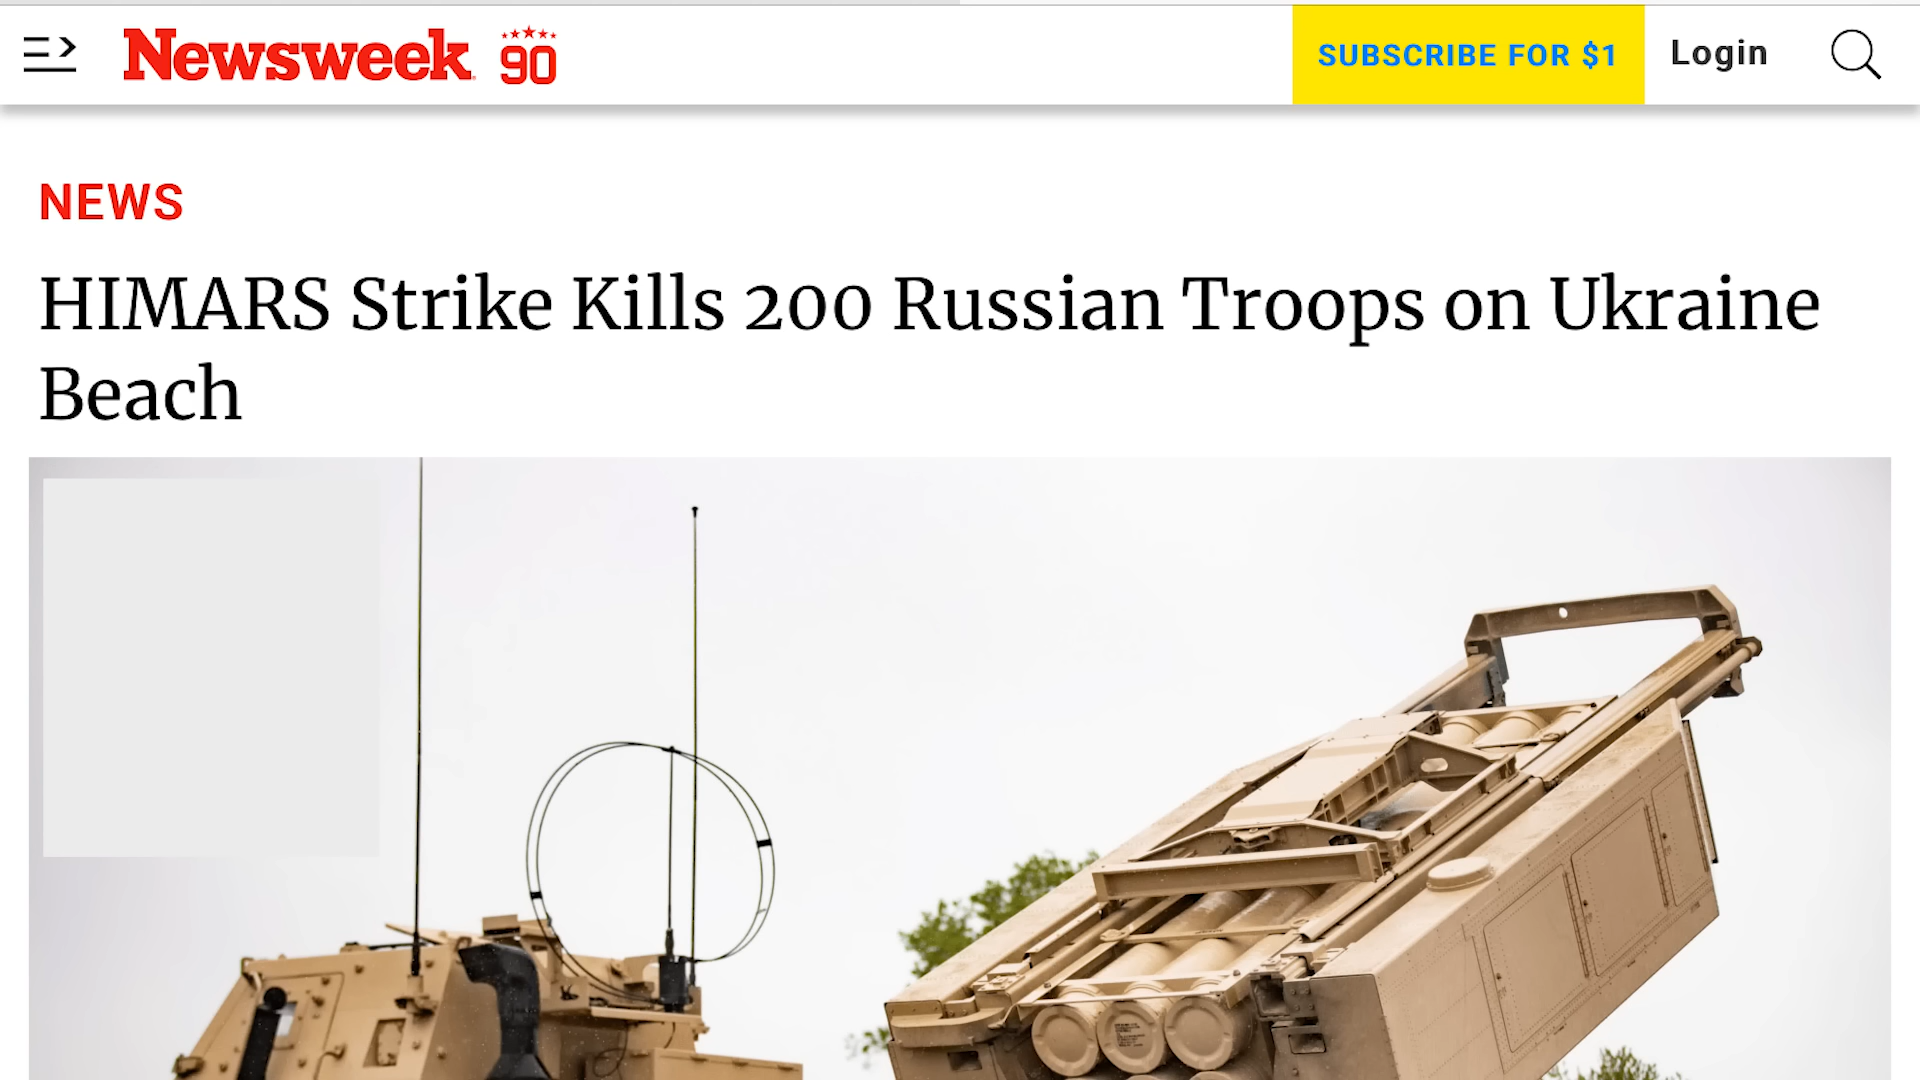 Newsweek 90
SUBSCRIBE FOR $1
Login
NEWS
HIMARS Strike Kills 200 Russian Troops on Ukraine
Beach